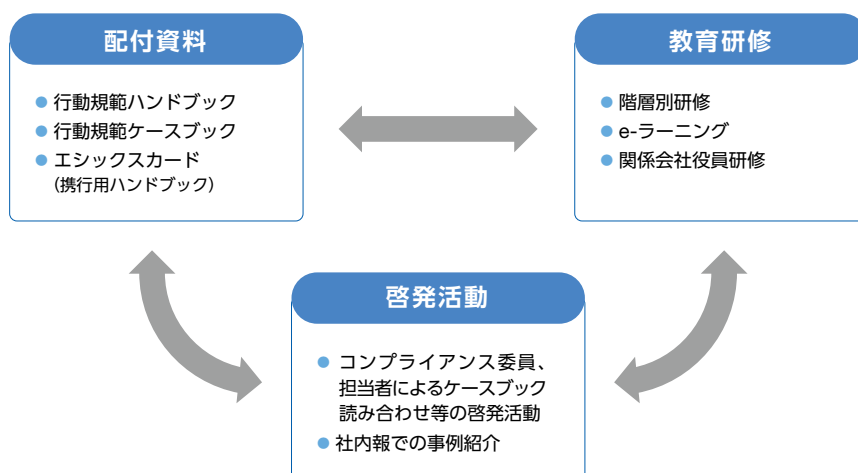 配付資料
行動規範ハンドブック
行動規範ケースブック
エシックスカード
(携行用ハンドブック)
教育研修
階層別研修
e-ラーニング
関係会社役員研修
啓発活動
コンプライアンス委員、
担当者によるケースブック
読み合わせ等の啓発活動
社内報での事例紹介